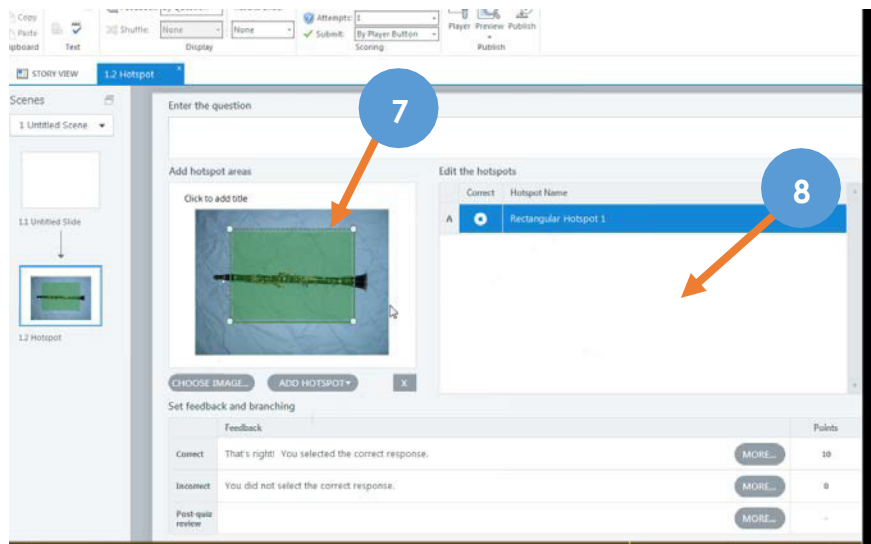 Copy
Paste
Text
Shuffle:
None
None
Display
Attempts:
1
Submit:
By Player Button
Scoring
Player
Preview
Publish
Publish
STORY VIEW
1.2 Hotspot
Scenes
1 Untitled Scene
1.1 Untitled Slide
1.2 Hotspot
Enter the question
7
Add hotspot areas
Click to add title
CHOOSE IMAGE...
ADD HOTSPOT
X
Edit the hotspots
Correct Hotspot Name
8
A Rectangular Hotspot 1
Set feedback and branching
Feedback Points
Correct That's right! You selected the correct response. MORE... 10
Incorrect You did not select the correct response. MORE... 0
Post-quiz
review
MORE... -